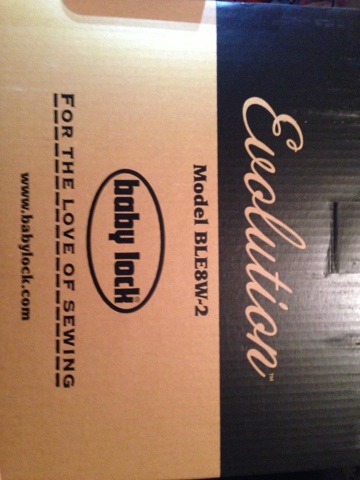 Evolution™
Model BLE8W-2
baby lock®
FOR THE LOVE OF SEWING
www.babylock.com